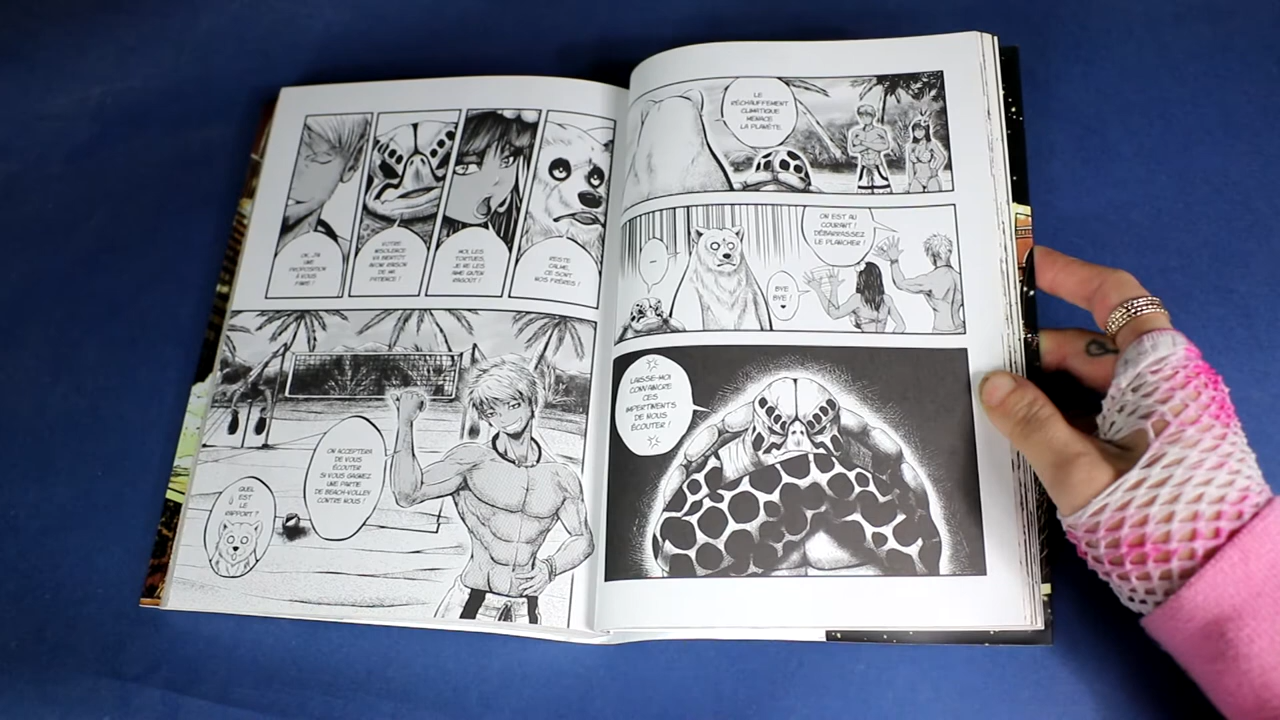 LE
RÉCHAUFFEMENT
CLIMATIQUE
MENACE
LA PLANÈTE.
ON EST AU
COURANT !
DÉBARRASSEZ
LE PLANCHER !
BYE
BYE !
...
LAISSE-MOI
CONVAINCRE
CES
IMPERTINENTS
DE NOUS
ÉCOUTER !
RESTE
CALME,
CE SONT
NOS FRÈRES !
MOI, LES
TORTUES,
JE NE LES
AIME QU'EN
RAGOÛT !
VOTRE
INSOLENCE
VA BIENTÔT
AVOIR RAISON
DE MA
PATIENCE !
OK, J'AI
UNE
PROPOSITION
À VOUS
FAIRE !
ON ACCEPTERA
DE VOUS
ÉCOUTER
SI VOUS GAGNEZ
UNE PARTIE
DE BEACH-VOLLEY
CONTRE NOUS !
QUEL
EST
LE
RAPPORT ?